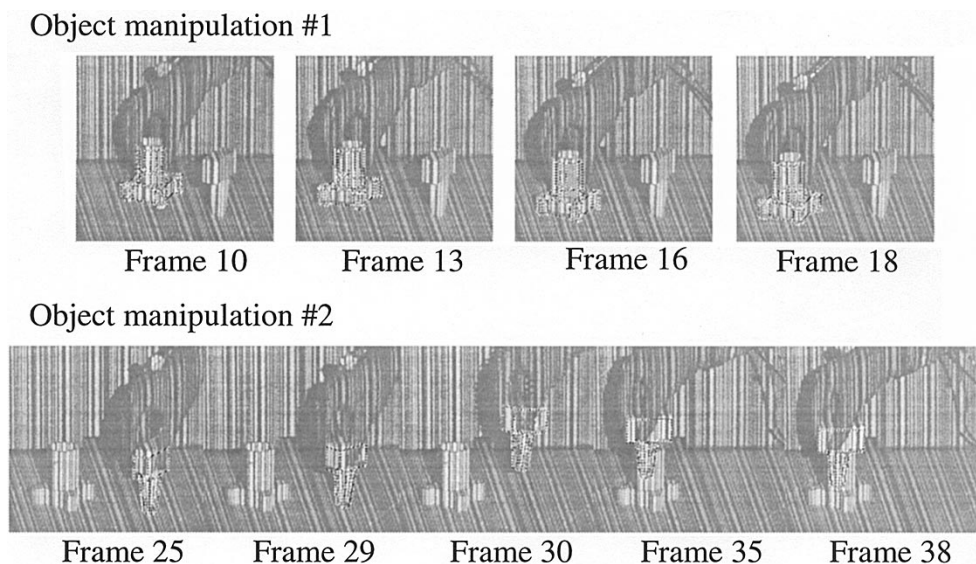 Object manipulation #1
Frame 10 Frame 13 Frame 16 Frame 18
Object manipulation #2
Frame 25 Frame 29 Frame 30 Frame 35 Frame 38